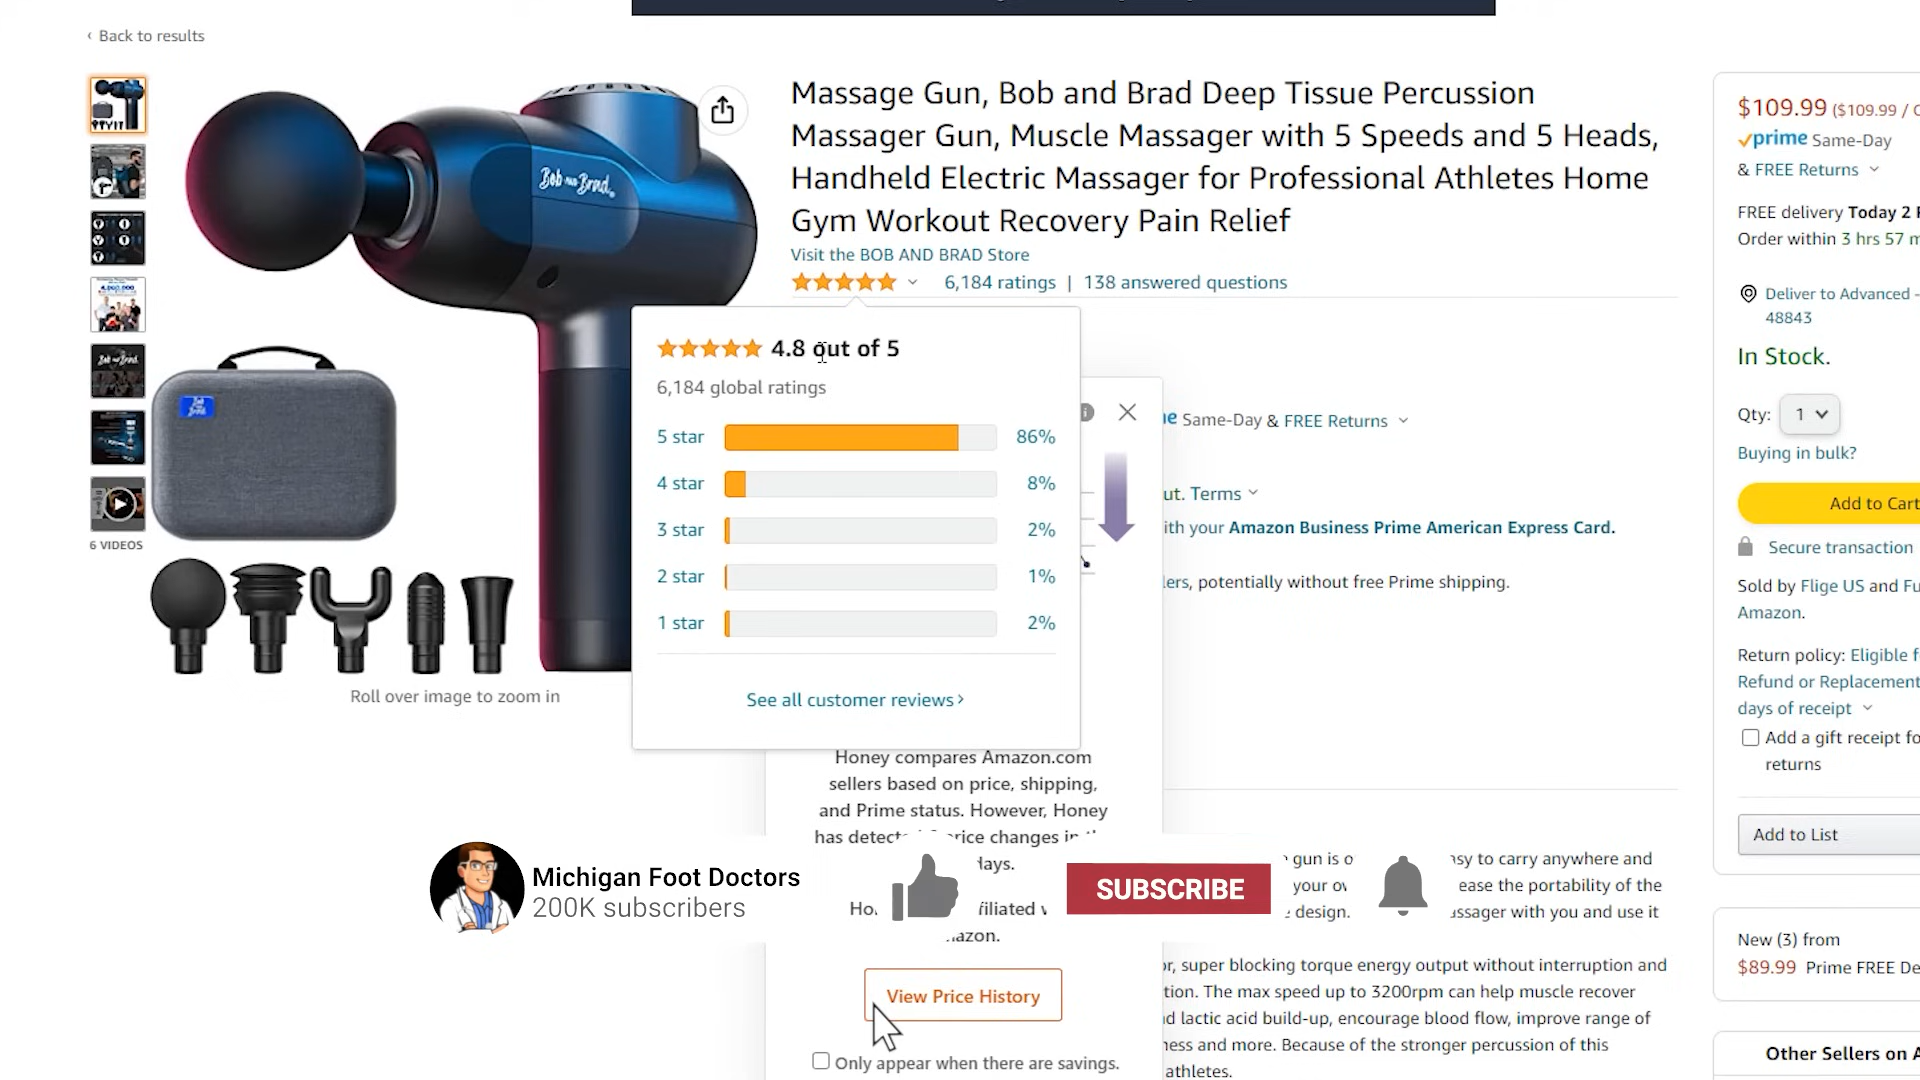 ‹ Back to results
Massage Gun, Bob and Brad Deep Tissue Percussion
Massager Gun, Muscle Massager with 5 Speeds and 5 Heads,
Handheld Electric Massager for Professional Athletes Home
Gym Workout Recovery Pain Relief
Visit the BOB AND BRAD Store
6,184 ratings | 138 answered questions
Bob AND Brad
4.8 out of 5
6,184 global ratings
5 star 86%
4 star 8%
3 star 2%
2 star 1%
1 star 2%
See all customer reviews ›
6 VIDEOS
Roll over image to zoom in
Same-Day & FREE Returns
ut. Terms
ith your Amazon Business Prime American Express Card.
lers, potentially without free Prime shipping.
Honey compares Amazon.com
sellers based on price, shipping,
and Prime status. However, Honey
has detect price changes in
days.
Ho filiated
azon.
View Price History
Only appear when there are savings.
Michigan Foot Doctors
200K subscribers
SUBSCRIBE
gun is asy to carry anywhere and
your ease the portability of the
design. assager with you and use it
or, super blocking torque energy output without interruption and
tion. The max speed up to 3200rpm can help muscle recover
d lactic acid build-up, encourage blood flow, improve range of
ness and more. Because of the stronger percussion of this
athletes.
$109.99 ($109.99 /
prime Same-Day
& FREE Returns
FREE delivery Today 2
Order within 3 hrs 57 m
Deliver to Advanced -
48843
In Stock.
Qty: 1
Buying in bulk?
Add to Cart
Secure transaction
Sold by Flige US and Fu
Amazon.
Return policy: Eligible f
Refund or Replacement
days of receipt
Add a gift receipt fo
returns
Add to List
New (3) from
$89.99 Prime FREE De
Other Sellers on A